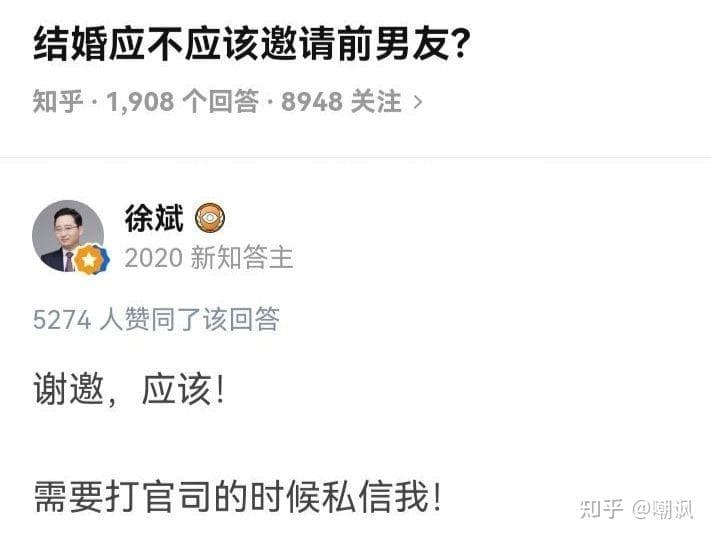 结婚应不应该邀请前男友?
知乎 · 1,908 个回答 · 8948 关注 >
徐斌
2020 新知答主
5274 人赞同了该回答
谢邀，应该!
需要打官司的时候私信我!
知乎 @嘲讽